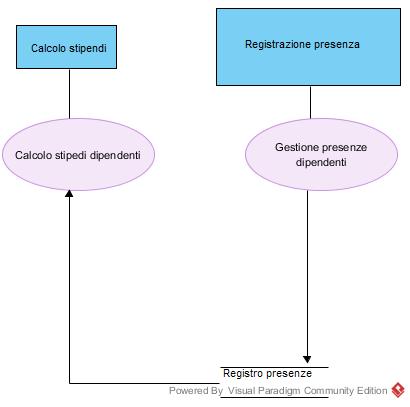 Calcolo stipendi
Registrazione presenza
Calcolo stipedi dipendenti
Gestione presenze
dipendenti
Registro presenze
Powered By Visual Paradigm Community Edition